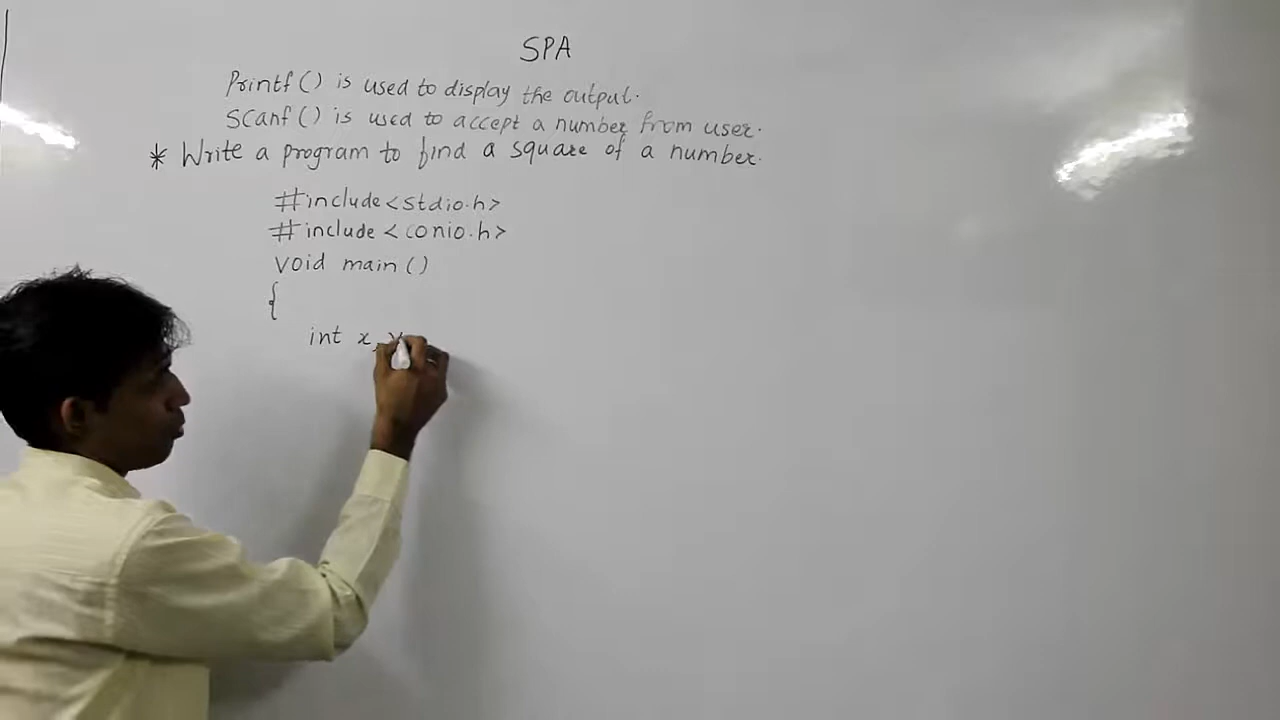 SPA
Printf() is used to display the output.
Scanf() is used to accept a number from user.
* Write a program to find a square of a number.
#include<stdio.h>
#include<conio.h>
void main()
{
int x,